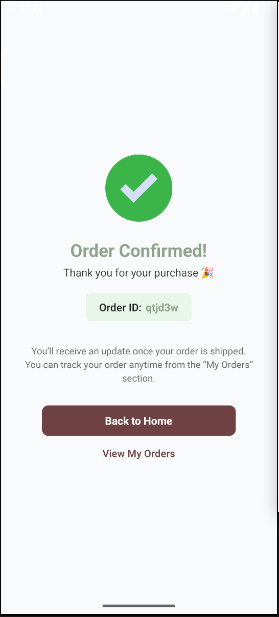 Order Confirmed!
Thank you for your purchase 🎉
Order ID: qtjd3w
You'll receive an update once your order is shipped.
You can track your order anytime from the "My Orders"
section.
Back to Home
View My Orders